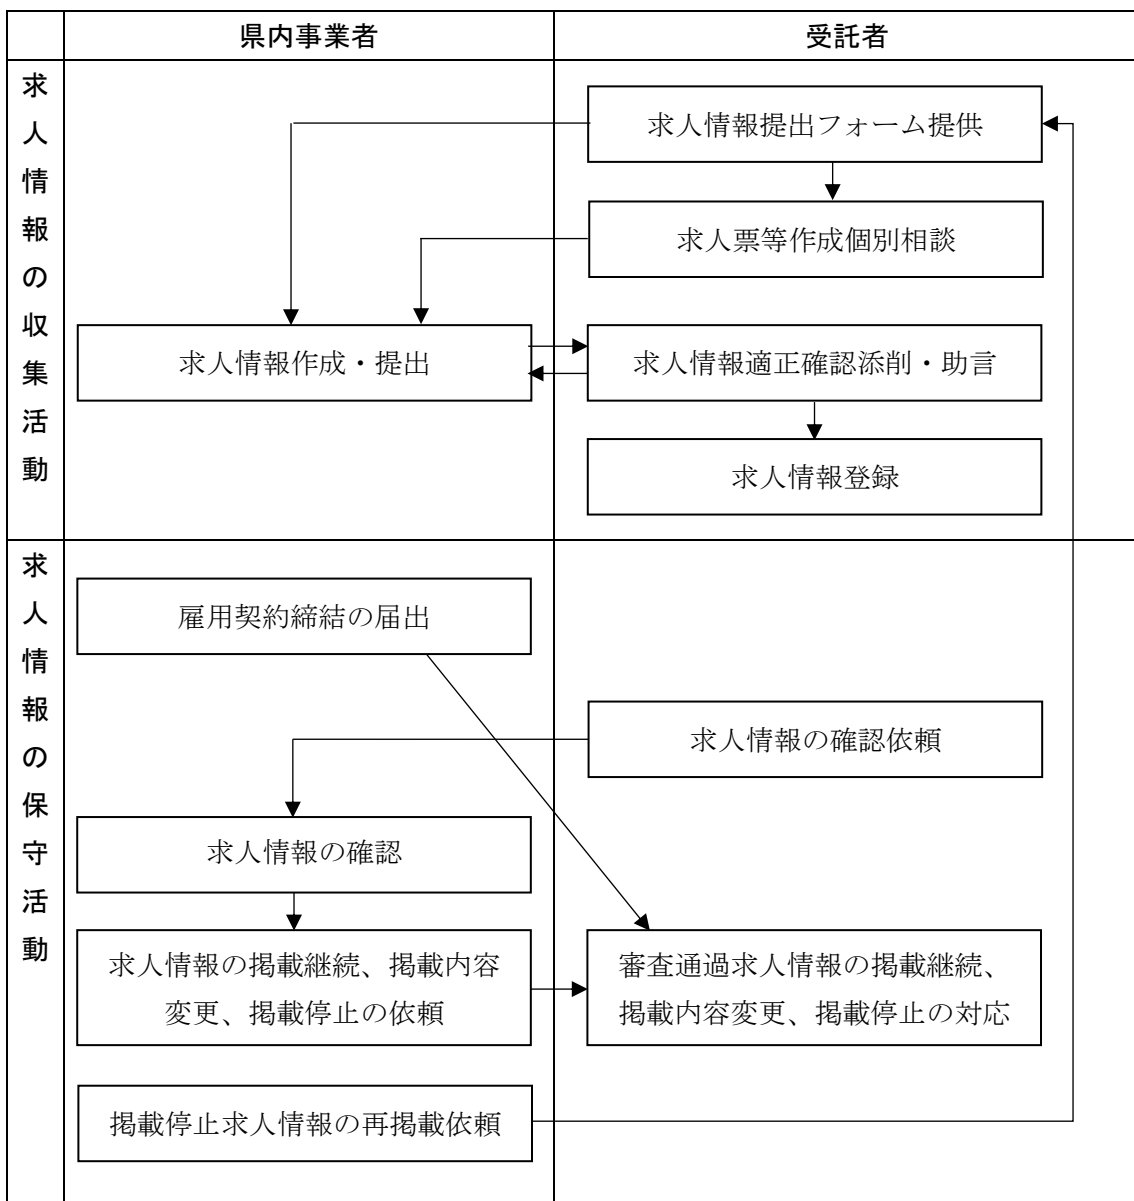 県内事業者
受託者
求人情報の収集活動
求人情報提出フォーム提供
求人票等作成個別相談
求人情報作成・提出
求人情報適正確認添削・助言
求人情報登録
求人情報の保守活動
雇用契約締結の届出
求人情報の確認依頼
求人情報の確認
求人情報の掲載継続、掲載内容
変更、掲載停止の依頼
審査通過求人情報の掲載継続、
掲載内容変更、掲載停止の対応
掲載停止求人情報の再掲載依頼